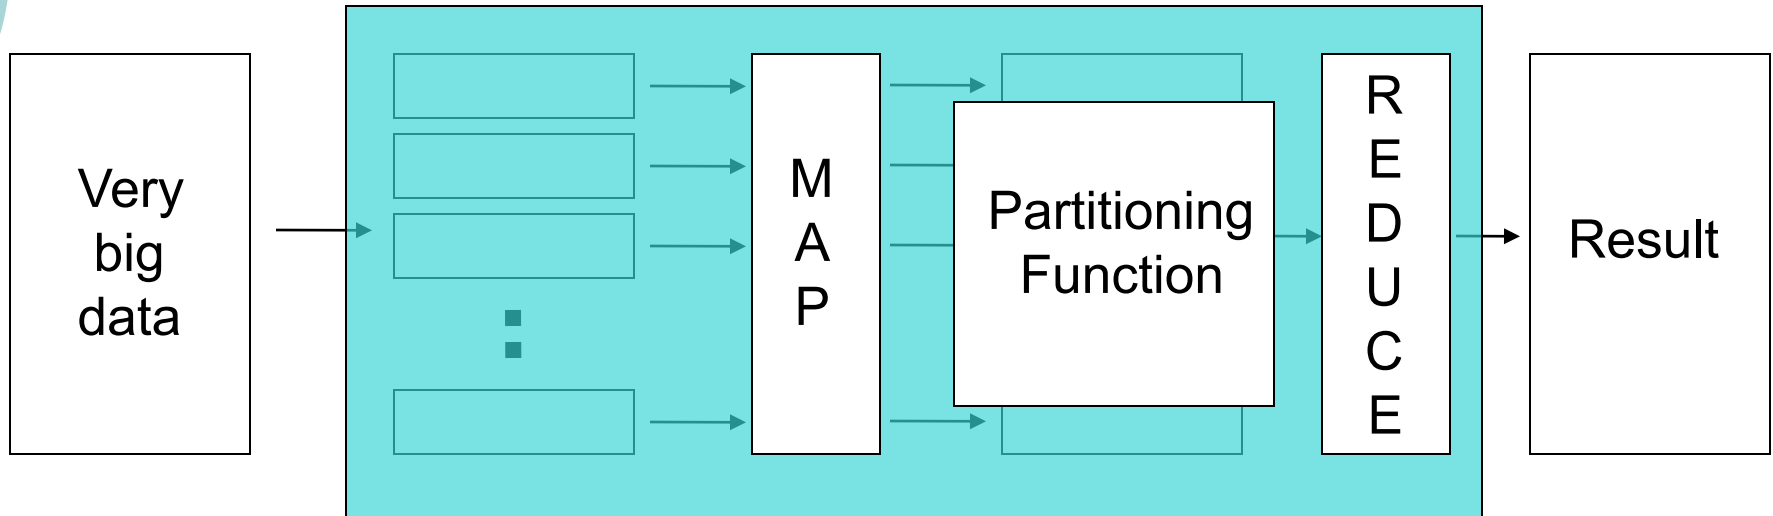 Very
big
data
M
A
P
Partitioning
Function
R
E
D
U
C
E
Result